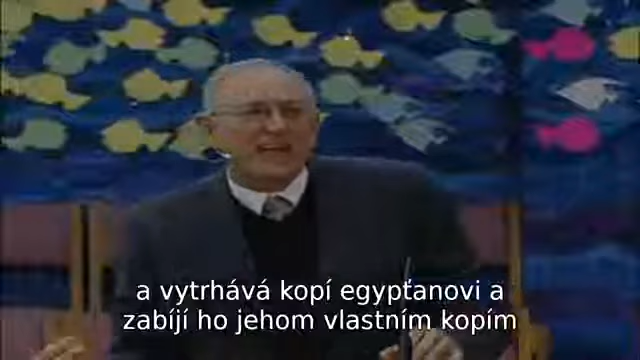 a vytrhává kopí egypťanovi a
zabíjí ho jehom vlastním kopím